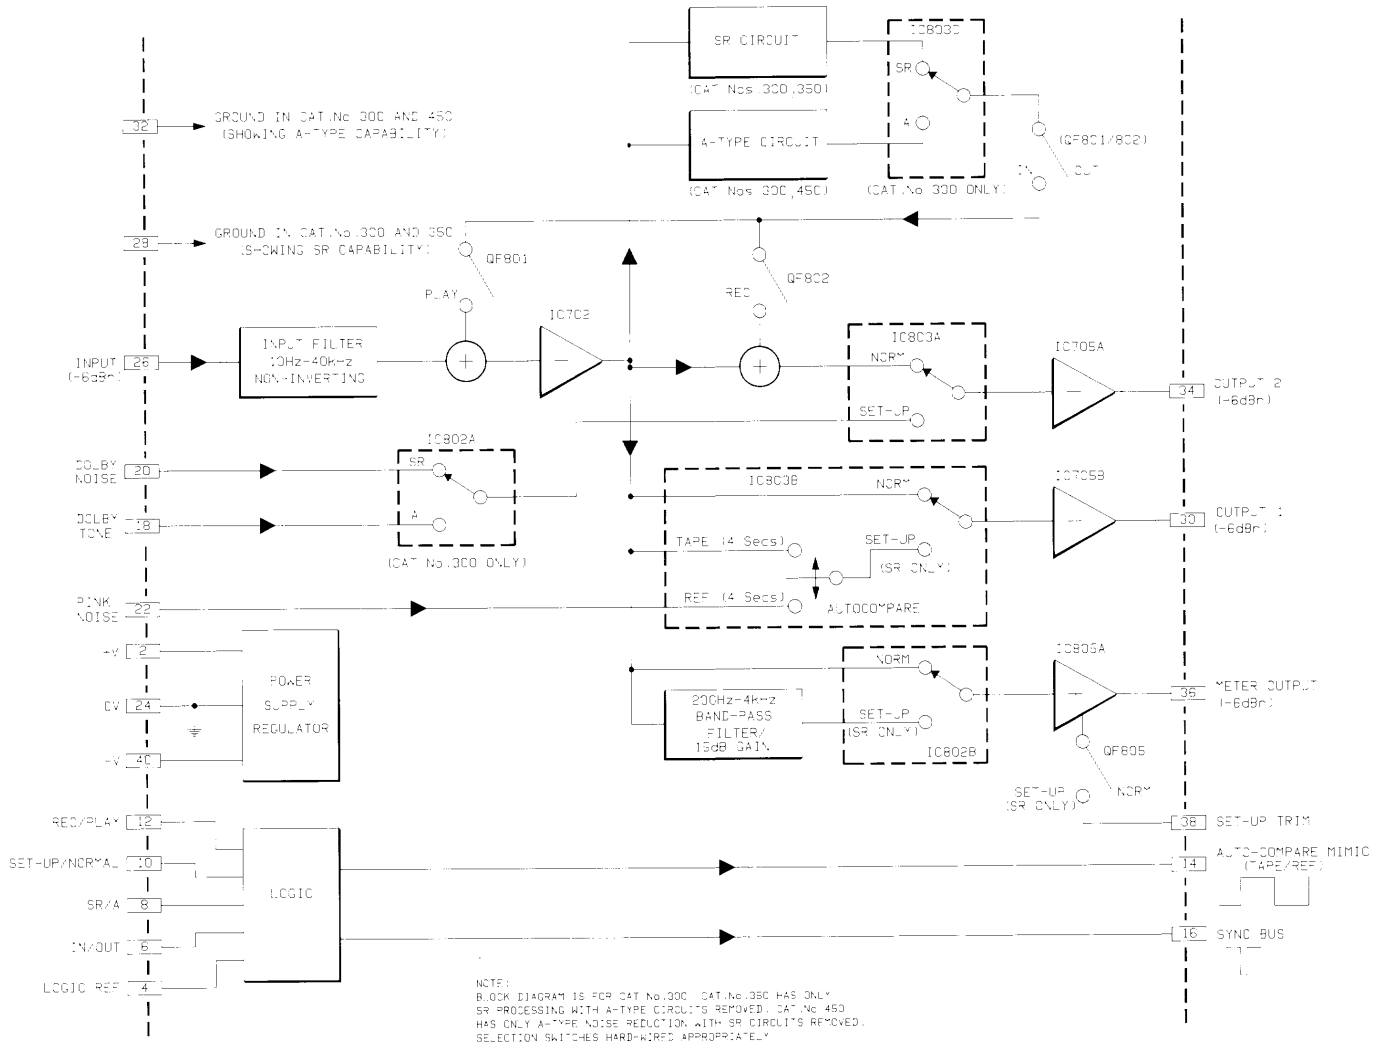 IC803C
SR CIRCUIT
SR
(CAT Nos.300,350)
A-TYPE CIRCUIT
A
(CAT Nos 300,450)
(CAT.No.300 ONLY)
(QF801/802)
IN
OUT
32
GROUND IN CAT.No 300 AND 450
(SHOWING A-TYPE CAPABILITY)
28
GROUND IN CAT.No.300 AND 350
(SHOWING SR CAPABILITY)
QF801
PLAY
QF802
REC
INPUT
(-6dBr)
26
INPUT FILTER
10Hz-40kHz
NON-INVERTING
IC702
IC803A
NORM
SET-UP
IC705A
34
OUTPUT 2
(-6dBr)
IC802A
DOLBY
NOISE
20
SR
DOLBY
TONE
18
A
(CAT No.300 ONLY)
IC803B
NORM
TAPE (4 Secs)
SET-UP
(SR ONLY)
REF (4 Secs)
AUTOCOMPARE
IC705B
30
OUTPUT 1
(-6dBr)
PINK
NOISE
22
+V
2
0V
24
-V
40
POWER
SUPPLY
REGULATOR
NORM
200Hz-4kHz
BAND-PASS
FILTER/
15dB GAIN
SET-UP
(SR ONLY)
IC802B
IC805A
36
METER OUTPUT
(-6dBr)
QF805
SET-UP
(SR ONLY)
NORM
38
SET-UP TRIM
REC/PLAY
12
SET-UP/NORMAL
10
SR/A
8
IN/OUT
6
LOGIC REF
4
LOGIC
14
AUTO-COMPARE MIMIC
(TAPE/REF)
16
SYNC BUS
NOTE:
BLOCK DIAGRAM IS FOR CAT No.300 CAT.No.350 HAS ONLY
SR PROCESSING WITH A-TYPE CIRCUITS REMOVED. CAT.No 450
HAS ONLY A-TYPE NOISE REDUCTION WITH SR CIRCUITS REMOVED.
SELECTION SWITCHES HARD-WIRED APPROPRIATELY